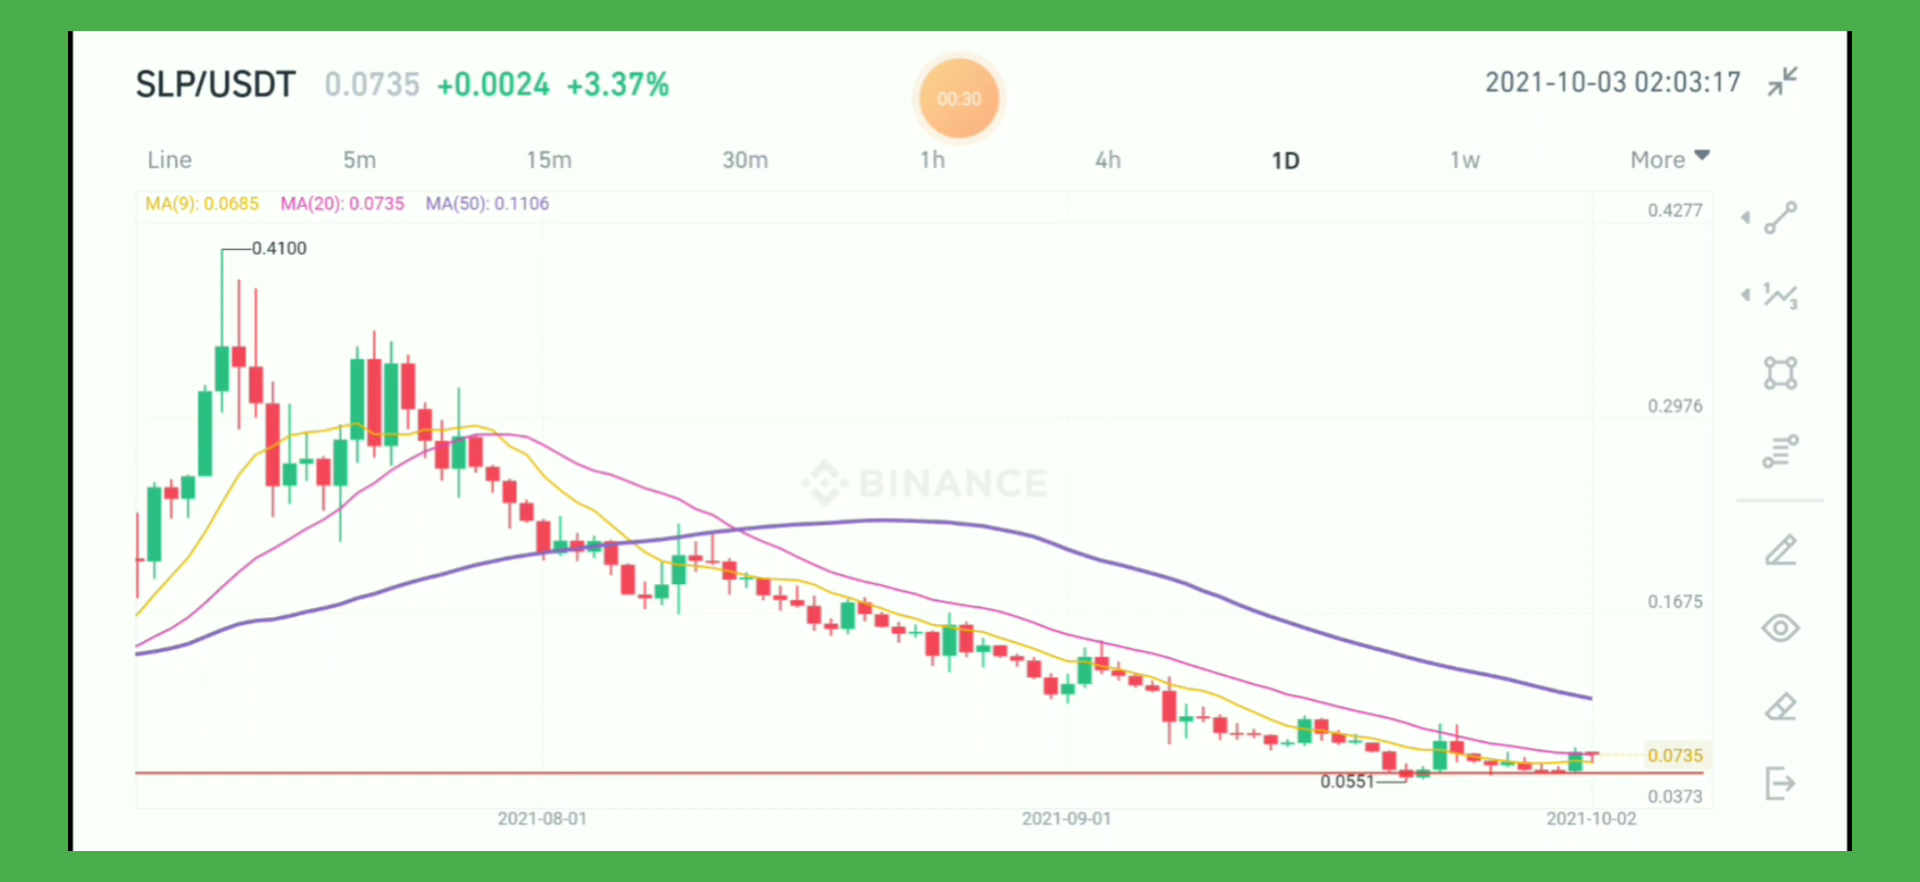 SLP/USDT 0.0735 +0.0024 +3.37% 00:30 2021-10-03 02:03:17
Line 5m 15m 30m 1h 4h 1D 1w More
MA(9): 0.0685 MA(20): 0.0735 MA(50): 0.1106
0.4277
0.4100
1 3
0.2976
BINANCE
0.1675
0.0735
0.0551
0.0373
2021-08-01 2021-09-01 2021-10-02